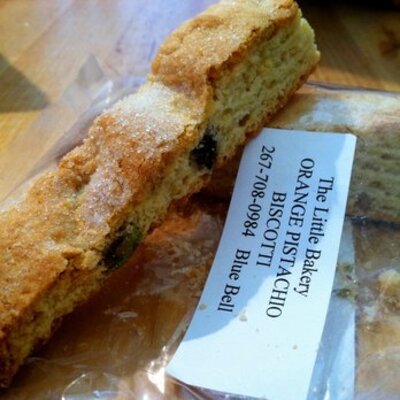 The Little Bakery
ORANGE PISTACHIO
BISCOTTI
267-708-0984 Blue Bell